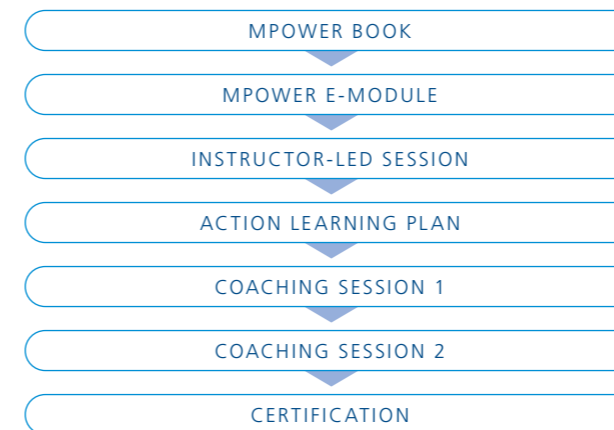 MPOWER BOOK
MPOWER E-MODULE
INSTRUCTOR-LED SESSION
ACTION LEARNING PLAN
COACHING SESSION 1
COACHING SESSION 2
CERTIFICATION